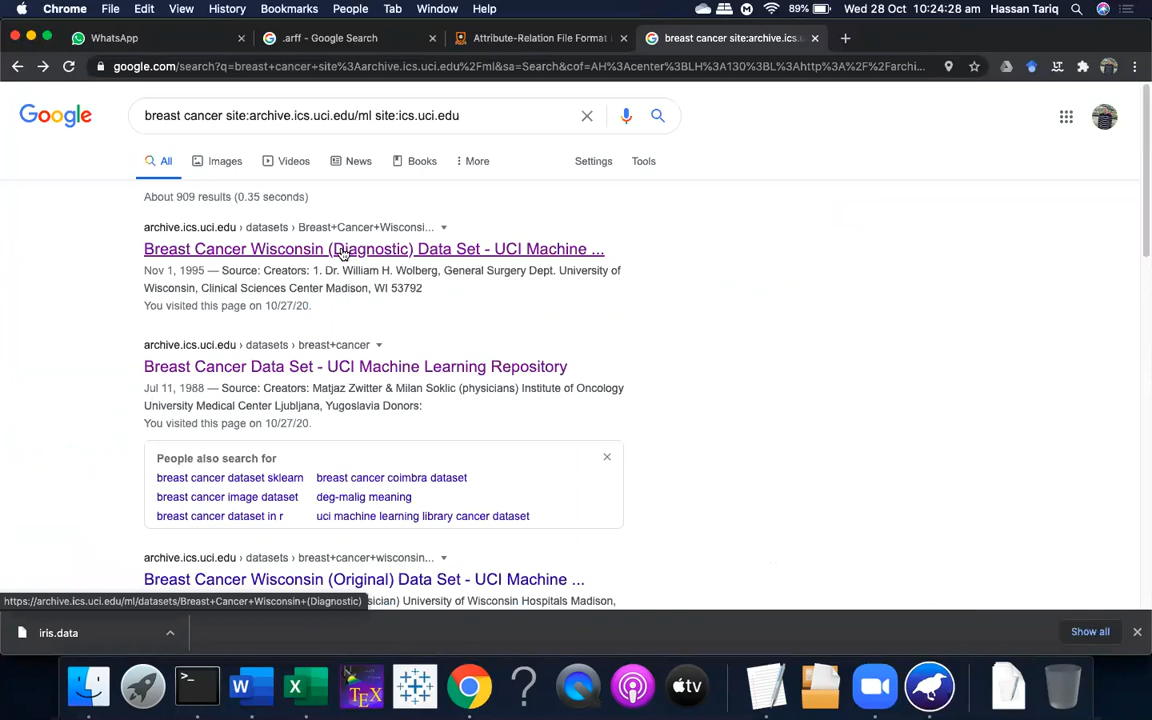 Chrome File Edit View History Bookmarks People Tab Window Help 89% Wed 28 Oct 10:24:28 am Hassan Tariq
WhatsApp .arff - Google Search Attribute-Relation File Format breast cancer site:archive.ics.u
google.com/search?q=breast+cancer+site%3Aarchive.ics.uci.edu%2Fml&sa=Search&cof=AH%3Acenter%3BLH%3A130%3BL%3Ahttp%3A%2F%2Farchi...
Google breast cancer site:archive.ics.uci.edu/ml site:ics.uci.edu
All Images Videos News Books More Settings Tools
About 909 results (0.35 seconds)
archive.ics.uci.edu › datasets › Breast+Cancer+Wisconsi...
Breast Cancer Wisconsin (Diagnostic) Data Set - UCI Machine ...
Nov 1, 1995 — Source: Creators: 1. Dr. William H. Wolberg, General Surgery Dept. University of
Wisconsin, Clinical Sciences Center Madison, WI 53792
You visited this page on 10/27/20.
archive.ics.uci.edu › datasets › breast+cancer
Breast Cancer Data Set - UCI Machine Learning Repository
Jul 11, 1988 — Source: Creators: Matjaz Zwitter & Milan Soklic (physicians) Institute of Oncology
University Medical Center Ljubljana, Yugoslavia Donors:
You visited this page on 10/27/20.
People also search for
breast cancer dataset sklearn breast cancer coimbra dataset
breast cancer image dataset deg-malig meaning
breast cancer dataset in r uci machine learning library cancer dataset
archive.ics.uci.edu › datasets › breast+cancer+wisconsin...
Breast Cancer Wisconsin (Original) Data Set - UCI Machine ...
https://archive.ics.uci.edu/ml/datasets/Breast+Cancer+Wisconsin+(Diagnostic) sician) University of Wisconsin Hospitals Madison,
iris.data Show all
>_ W X TEX tv